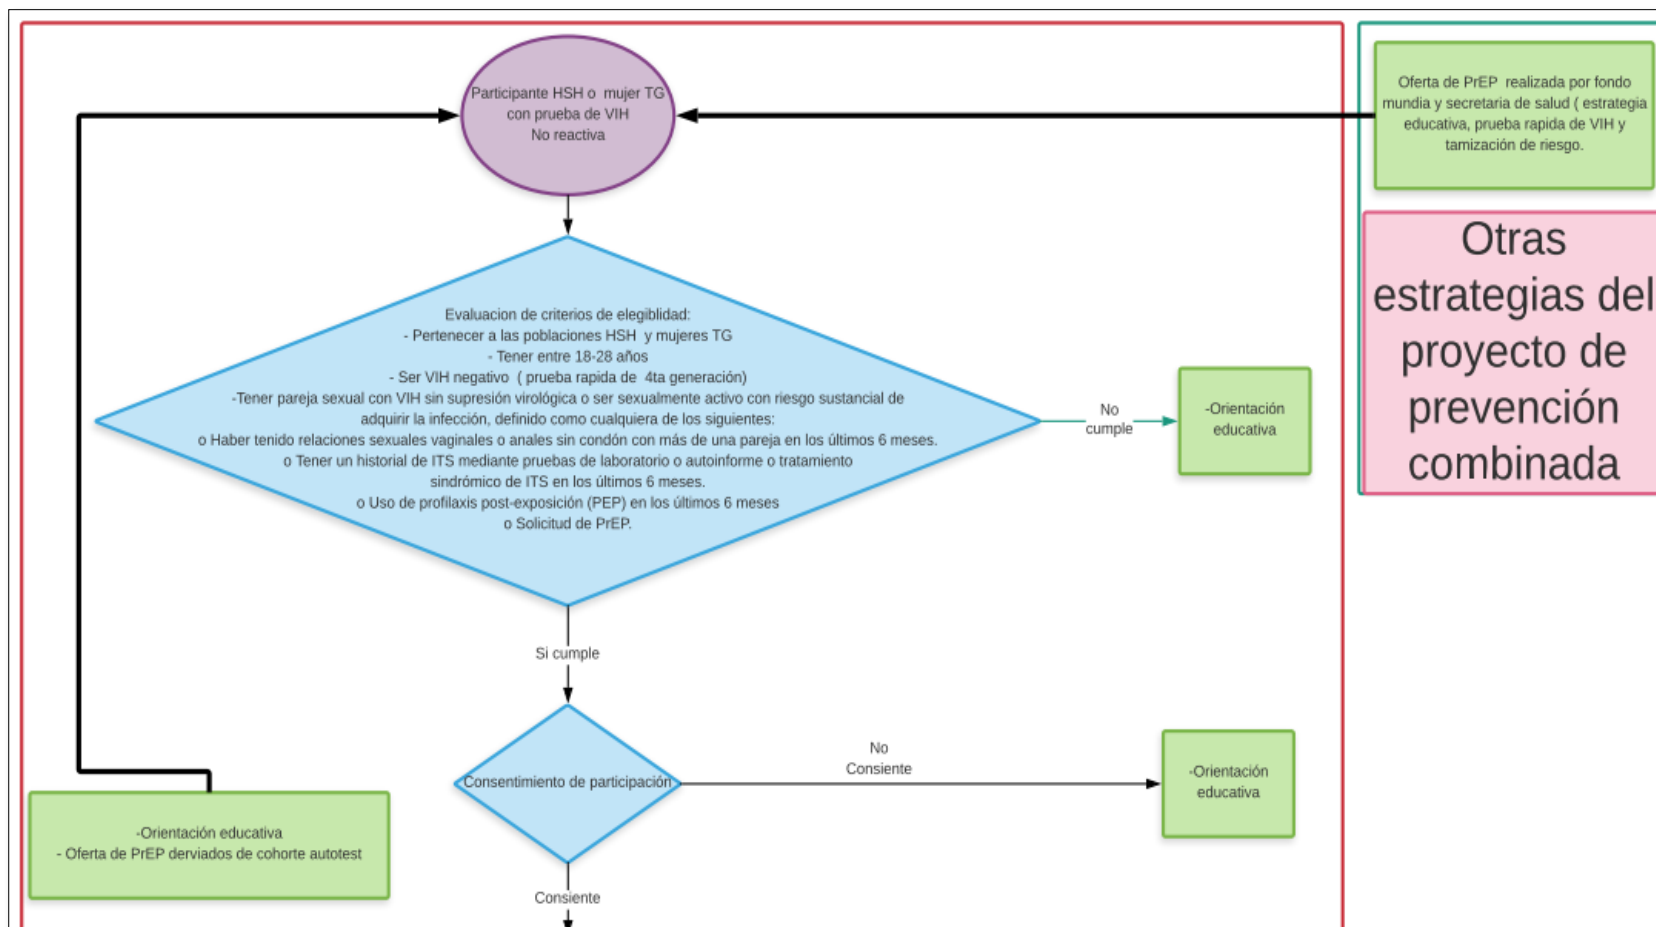 Participante HSH o  mujer TG
con prueba de VIH
No reactiva
Oferta de PrEP  realizada por fondo
mundia y secretaria de salud ( estrategia
educativa, prueba rapida de VIH y
tamización de riesgo.
Otras
estrategias del
proyecto de
prevención
combinada
Evaluacion de criterios de elegiblidad:
- Pertenecer a las poblaciones HSH  y mujeres TG
- Tener entre 18-28 años
- Ser VIH negativo  ( prueba rapida de  4ta generación)
-Tener pareja sexual con VIH sin supresión virológica o ser sexualmente activo con riesgo sustancial de
adquirir la infección, definido como cualquiera de los siguientes:
o Haber tenido relaciones sexuales vaginales o anales sin condón con más de una pareja en los últimos 6 meses.
o Tener un historial de ITS mediante pruebas de laboratorio o autoinforme o tratamiento
sindrómico de ITS en los últimos 6 meses.
o Uso de profilaxis post-exposición (PEP) en los últimos 6 meses
o Solicitud de PrEP.
No
cumple
-Orientación
educativa
Si cumple
Consentimiento de participación
No
Consiente
-Orientación
educativa
-Orientación educativa
- Oferta de PrEP derviados de cohorte autotest
Consiente